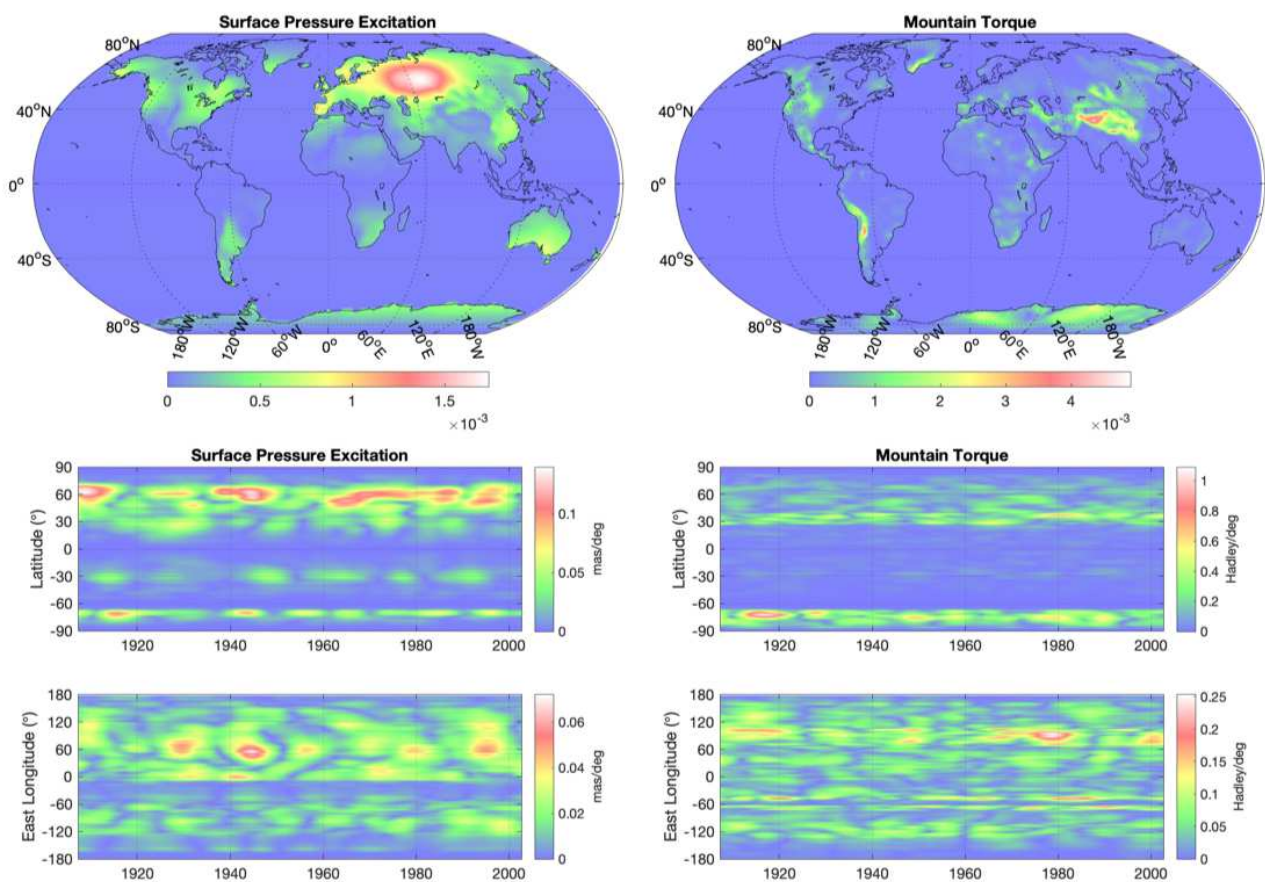 Surface Pressure Excitation
80°N
40°N
0°
40°S
80°S
180°W 120°W 60°W 0° 60°E 120°E 180°W
0 0.5 1 1.5
×10⁻³
Mountain Torque
80°N
40°N
0°
40°S
80°S
180°W 120°W 60°W 0° 60°E 120°E 180°W
0 1 2 3 4
×10⁻³
Surface Pressure Excitation
Latitude (°)
90
60
30
0
-30
-60
-90
1920 1940 1960 1980 2000
0.1
0.05
0
mas/deg
Mountain Torque
Latitude (°)
90
60
30
0
-30
-60
-90
1920 1940 1960 1980 2000
1
0.8
0.6
0.4
0.2
0
Hadley/deg
East Longitude (°)
180
120
60
0
-60
-120
-180
1920 1940 1960 1980 2000
0.06
0.04
0.02
0
mas/deg
East Longitude (°)
180
120
60
0
-60
-120
-180
1920 1940 1960 1980 2000
0.25
0.2
0.15
0.1
0.05
0
Hadley/deg